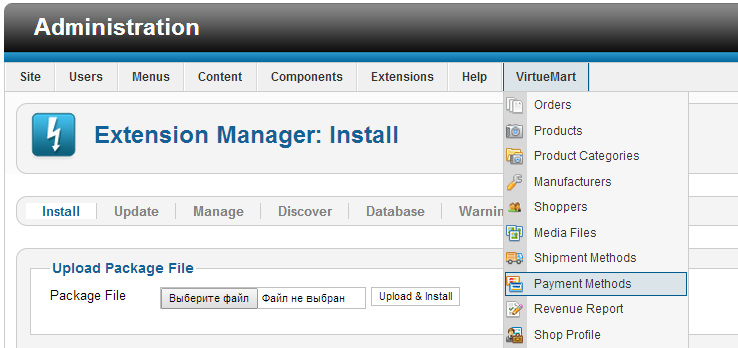 Administration
Site Users Menus Content Components Extensions Help VirtueMart
Extension Manager: Install
Install Update Manage Discover Database Warnin
Upload Package File
Package File Выберите файл Файл не выбран Upload & Install
Orders
Products
Product Categories
Manufacturers
Shoppers
Media Files
Shipment Methods
Payment Methods
Revenue Report
Shop Profile